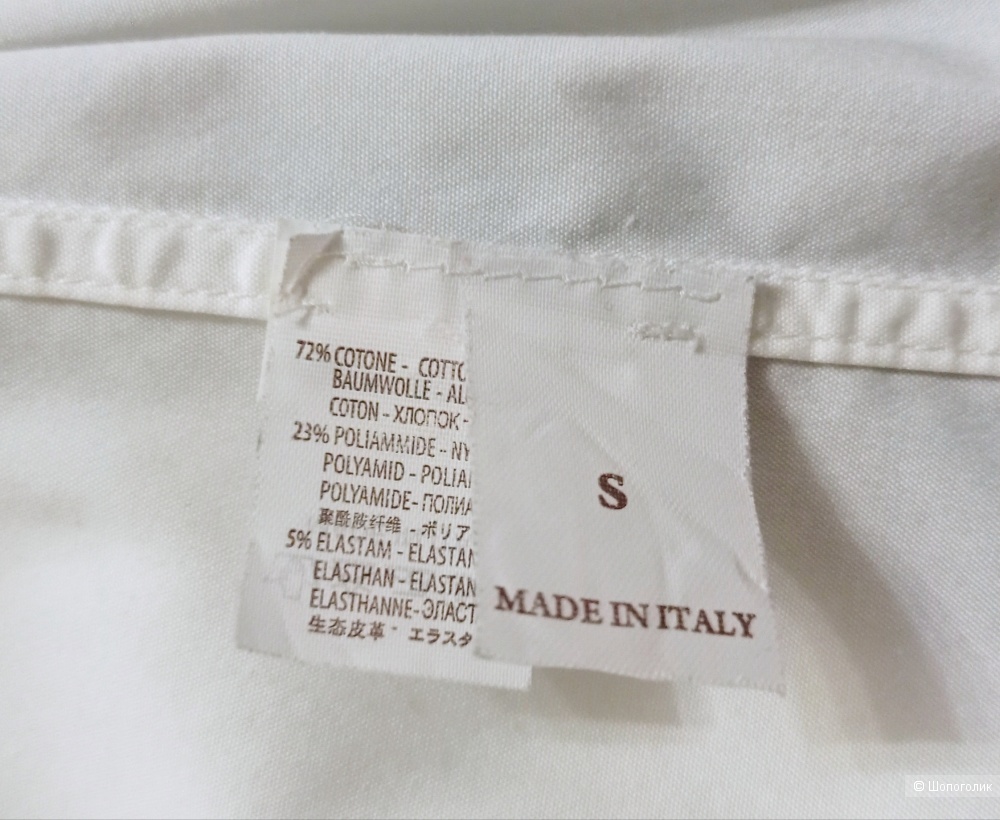 72% COTONE - COTTO
BAUMWOLLE - AL
COTON - ХЛОПОК -
23% POLIAMMIDE - NY
POLYAMID - POLIA
POLYAMIDE - ПОЛИА
聚酰胺纤维 - ポリア
5% ELASTAM - ELASTAN
ELASTHAN - ELASTAN
ELASTHANNE - ЭЛАСТ
生态皮革 - エラスタ
S
MADE IN ITALY
© Шопоголик